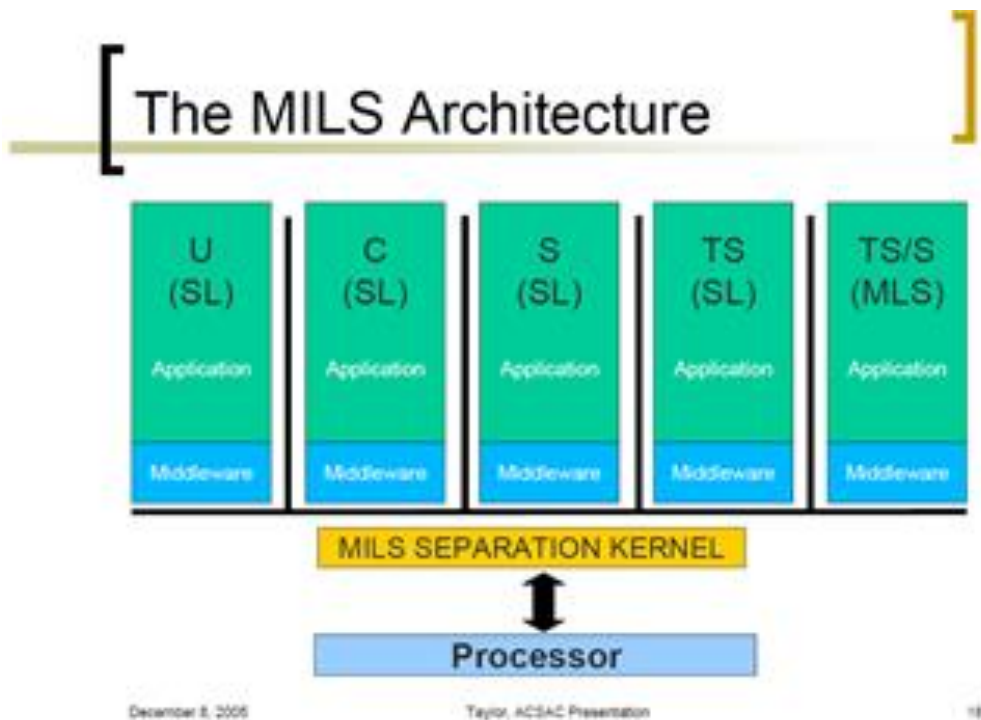 The MILS Architecture
U
(SL)
Application
Middleware
C
(SL)
Application
Middleware
S
(SL)
Application
Middleware
TS
(SL)
Application
Middleware
TS/S
(MLS)
Application
Middleware
MILS SEPARATION KERNEL
Processor
Taylor, ACSAC Presentation